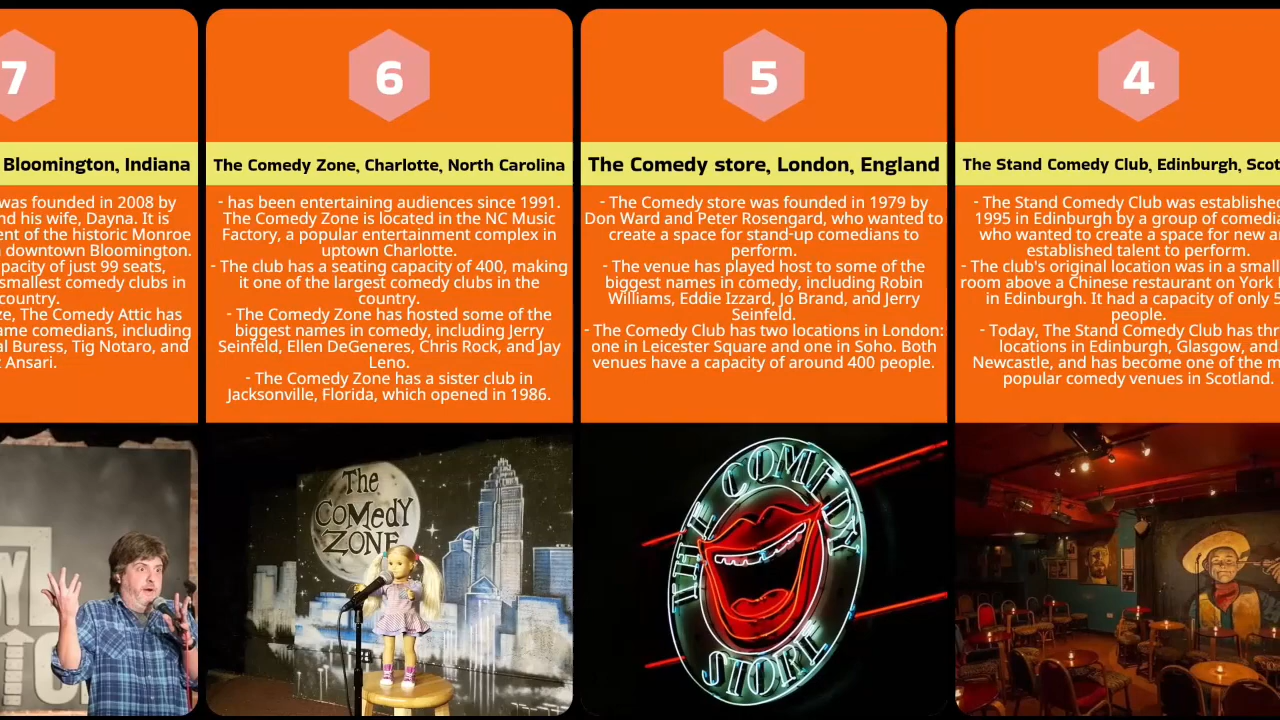 7
Bloomington, Indiana
was founded in 2008 by
his wife, Dayna. It is
of the historic Monroe
downtown Bloomington.
of just 99 seats,
smallest comedy clubs in
country.
The Comedy Attic has
comedians, including
Buress, Tig Notaro, and
Ansari.
6
The Comedy Zone, Charlotte, North Carolina
- has been entertaining audiences since 1991.
The Comedy Zone is located in the NC Music
Factory, a popular entertainment complex in
uptown Charlotte.
- The club has a seating capacity of 400, making
it one of the largest comedy clubs in the
country.
- The Comedy Zone has hosted some of the
biggest names in comedy, including Jerry
Seinfeld, Ellen DeGeneres, Chris Rock, and Jay
Leno.
- The Comedy Zone has a sister club in
Jacksonville, Florida, which opened in 1986.
The
COMedY
ZONE
5
The Comedy store, London, England
- The Comedy store was founded in 1979 by
Don Ward and Peter Rosengard, who wanted to
create a space for stand-up comedians to
perform.
- The venue has played host to some of the
biggest names in comedy, including Robin
Williams, Eddie Izzard, Jo Brand, and Jerry
Seinfeld.
- The Comedy Club has two locations in London:
one in Leicester Square and one in Soho. Both
venues have a capacity of around 400 people.
THE COMEDY
STORE
4
The Stand Comedy Club, Edinburgh, Scot
- The Stand Comedy Club was established
1995 in Edinburgh by a group of
who wanted to create a space for new
established talent to perform.
- The club's original location was in a small
room above a Chinese restaurant on York
in Edinburgh. It had a capacity of only
people.
- Today, The Stand Comedy Club has
locations in Edinburgh, Glasgow, and
Newcastle, and has become one of the
popular comedy venues in Scotland.